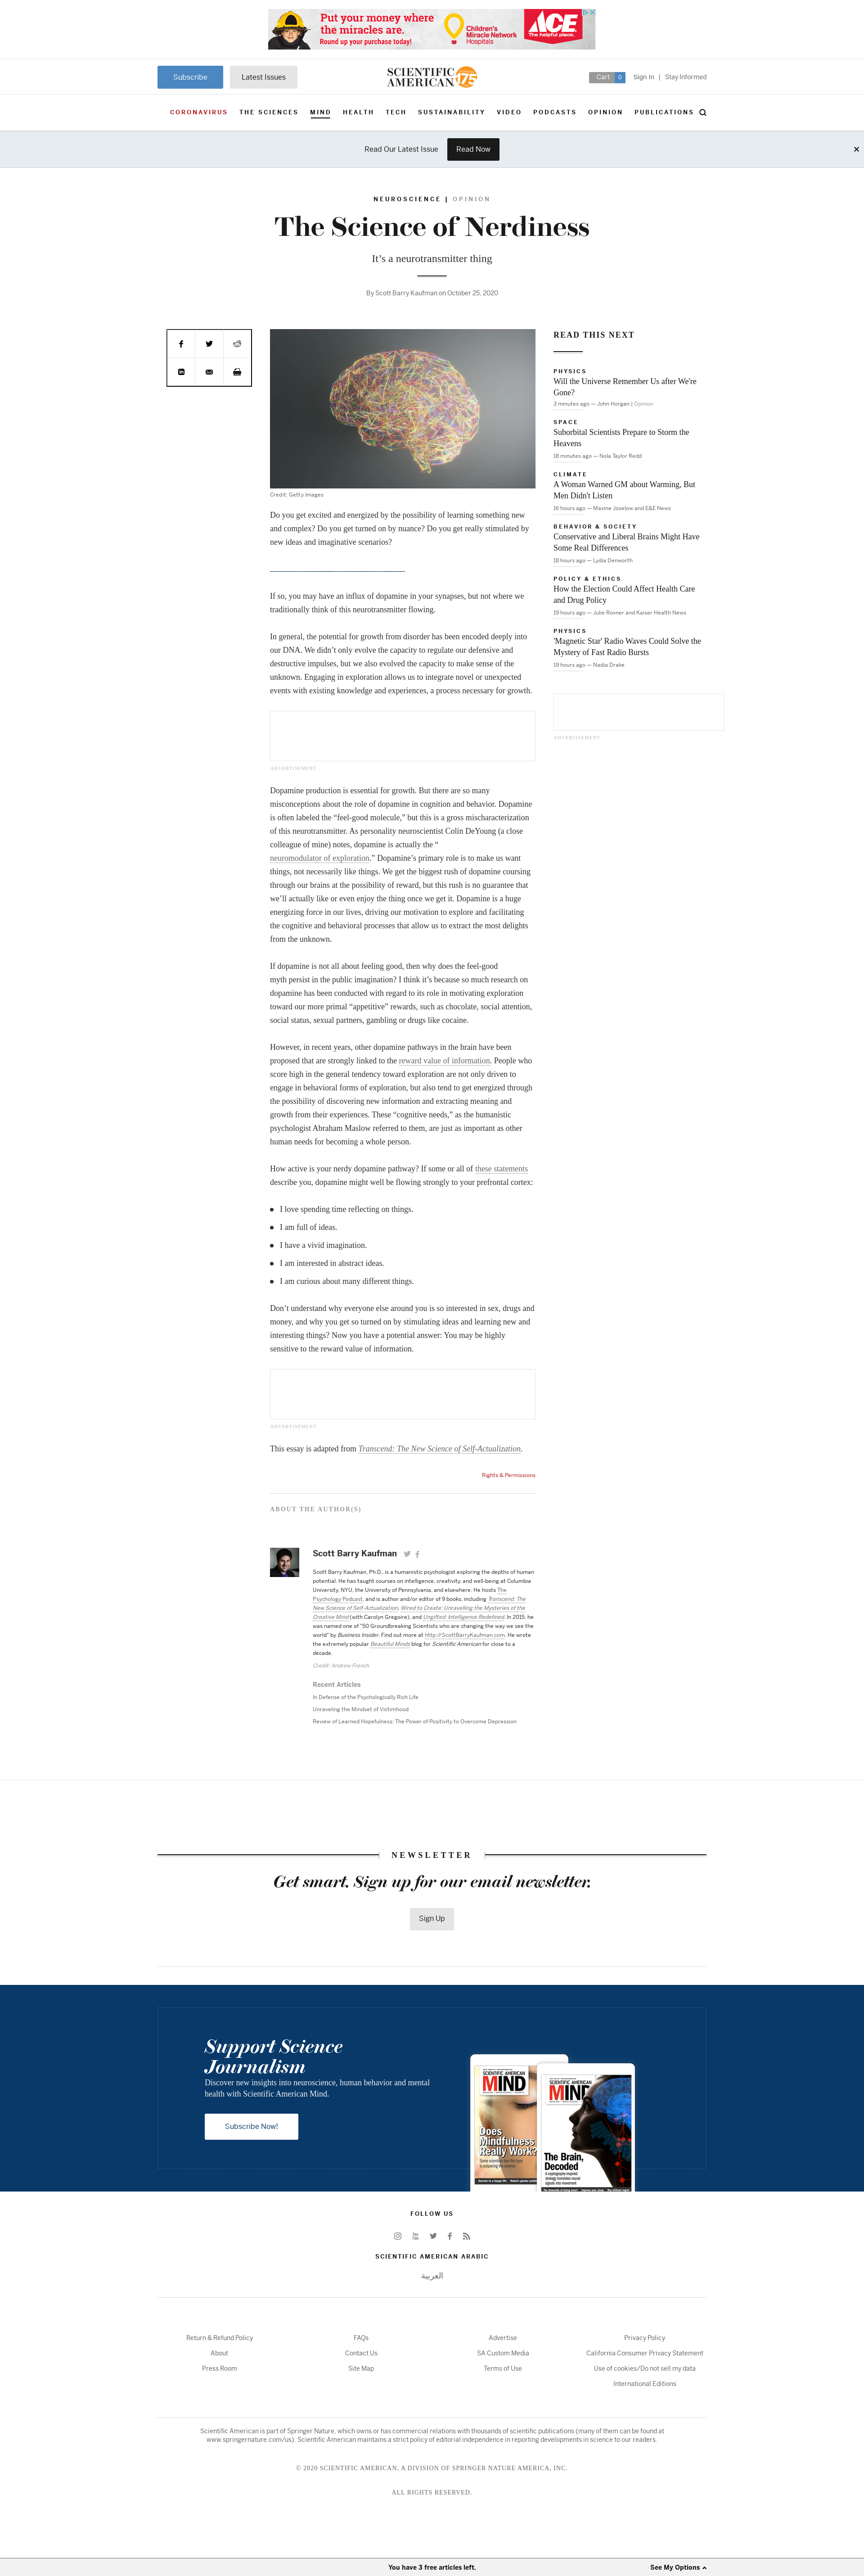 Put your money where
the miracles are.
Round up your purchase today!
Children's
Miracle Network
Hospitals
ACE
The helpful place.
Subscribe
Latest Issues
SCIENTIFIC
AMERICAN
175
Cart 0
Sign In | Stay Informed
CORONAVIRUS THE SCIENCES MIND HEALTH TECH SUSTAINABILITY VIDEO PODCASTS OPINION PUBLICATIONS
Read Our Latest Issue
Read Now
NEUROSCIENCE | OPINION
The Science of Nerdiness
It’s a neurotransmitter thing
By Scott Barry Kaufman on October 25, 2020
Credit: Getty Images
Do you get excited and energized by the possibility of learning something new
and complex? Do you get turned on by nuance? Do you get really stimulated by
new ideas and imaginative scenarios?
If so, you may have an influx of dopamine in your synapses, but not where we
traditionally think of this neurotransmitter flowing.
In general, the potential for growth from disorder has been encoded deeply into
our DNA. We didn’t only evolve the capacity to regulate our defensive and
destructive impulses, but we also evolved the capacity to make sense of the
unknown. Engaging in exploration allows us to integrate novel or unexpected
events with existing knowledge and experiences, a process necessary for growth.
ADVERTISEMENT
Dopamine production is essential for growth. But there are so many
misconceptions about the role of dopamine in cognition and behavior. Dopamine
is often labeled the “feel-good molecule,” but this is a gross mischaracterization
of this neurotransmitter. As personality neuroscientist Colin DeYoung (a close
colleague of mine) notes, dopamine is actually the “
neuromodulator of exploration.” Dopamine’s primary role is to make us want
things, not necessarily like things. We get the biggest rush of dopamine coursing
through our brains at the possibility of reward, but this rush is no guarantee that
we’ll actually like or even enjoy the thing once we get it. Dopamine is a huge
energizing force in our lives, driving our motivation to explore and facilitating
the cognitive and behavioral processes that allow us to extract the most delights
from the unknown.
If dopamine is not all about feeling good, then why does the feel-good
myth persist in the public imagination? I think it’s because so much research on
dopamine has been conducted with regard to its role in motivating exploration
toward our more primal “appetitive” rewards, such as chocolate, social attention,
social status, sexual partners, gambling or drugs like cocaine.
However, in recent years, other dopamine pathways in the brain have been
proposed that are strongly linked to the reward value of information. People who
score high in the general tendency toward exploration are not only driven to
engage in behavioral forms of exploration, but also tend to get energized through
the possibility of discovering new information and extracting meaning and
growth from their experiences. These “cognitive needs,” as the humanistic
psychologist Abraham Maslow referred to them, are just as important as other
human needs for becoming a whole person.
How active is your nerdy dopamine pathway? If some or all of these statements
describe you, dopamine might well be flowing strongly to your prefrontal cortex:
I love spending time reflecting on things.
I am full of ideas.
I have a vivid imagination.
I am interested in abstract ideas.
I am curious about many different things.
Don’t understand why everyone else around you is so interested in sex, drugs and
money, and why you get so turned on by stimulating ideas and learning new and
interesting things? Now you have a potential answer: You may be highly
sensitive to the reward value of information.
ADVERTISEMENT
This essay is adapted from Transcend: The New Science of Self-Actualization.
Rights & Permissions
READ THIS NEXT
PHYSICS
Will the Universe Remember Us after We're
Gone?
3 minutes ago — John Horgan | Opinion
SPACE
Suborbital Scientists Prepare to Storm the
Heavens
18 minutes ago — Nola Taylor Redd
CLIMATE
A Woman Warned GM about Warming, But
Men Didn't Listen
16 hours ago — Maxine Joselow and E&E News
BEHAVIOR & SOCIETY
Conservative and Liberal Brains Might Have
Some Real Differences
18 hours ago — Lydia Denworth
POLICY & ETHICS
How the Election Could Affect Health Care
and Drug Policy
19 hours ago — Julie Rovner and Kaiser Health News
PHYSICS
'Magnetic Star' Radio Waves Could Solve the
Mystery of Fast Radio Bursts
19 hours ago — Nadia Drake
ADVERTISEMENT
ABOUT THE AUTHOR(S)
Scott Barry Kaufman
Scott Barry Kaufman, Ph.D., is a humanistic psychologist exploring the depths of human
potential. He has taught courses on intelligence, creativity, and well-being at Columbia
University, NYU, the University of Pennsylvania, and elsewhere. He hosts The
Psychology Podcast, and is author and/or editor of 9 books, including Transcend: The
New Science of Self-Actualization, Wired to Create: Unravelling the Mysteries of the
Creative Mind (with Carolyn Gregoire), and Ungifted: Intelligence Redefined. In 2015, he
was named one of "50 Groundbreaking Scientists who are changing the way we see the
world" by Business Insider. Find out more at http://ScottBarryKaufman.com. He wrote
the extremely popular Beautiful Minds blog for Scientific American for close to a
decade.
Credit: Andrew French
Recent Articles
In Defense of the Psychologically Rich Life
Unraveling the Mindset of Victimhood
Review of Learned Hopefulness: The Power of Positivity to Overcome Depression
NEWSLETTER
Get smart. Sign up for our email newsletter.
Sign Up
Support Science
Journalism
Discover new insights into neuroscience, human behavior and mental
health with Scientific American Mind.
Subscribe Now!
SCIENTIFIC AMERICAN
MIND
Does
Mindfulness
Really Work?
SCIENTIFIC AMERICAN
MIND
The Brain,
Decoded
FOLLOW US
SCIENTIFIC AMERICAN ARABIC
العربية
Return & Refund Policy
About
Press Room
FAQs
Contact Us
Site Map
Advertise
SA Custom Media
Terms of Use
Privacy Policy
California Consumer Privacy Statement
Use of cookies/Do not sell my data
International Editions
Scientific American is part of Springer Nature, which owns or has commercial relations with thousands of scientific publications (many of them can be found at
www.springernature.com/us). Scientific American maintains a strict policy of editorial independence in reporting developments in science to our readers.
© 2020 SCIENTIFIC AMERICAN, A DIVISION OF SPRINGER NATURE AMERICA, INC.
ALL RIGHTS RESERVED.
You have 3 free articles left.
See My Options